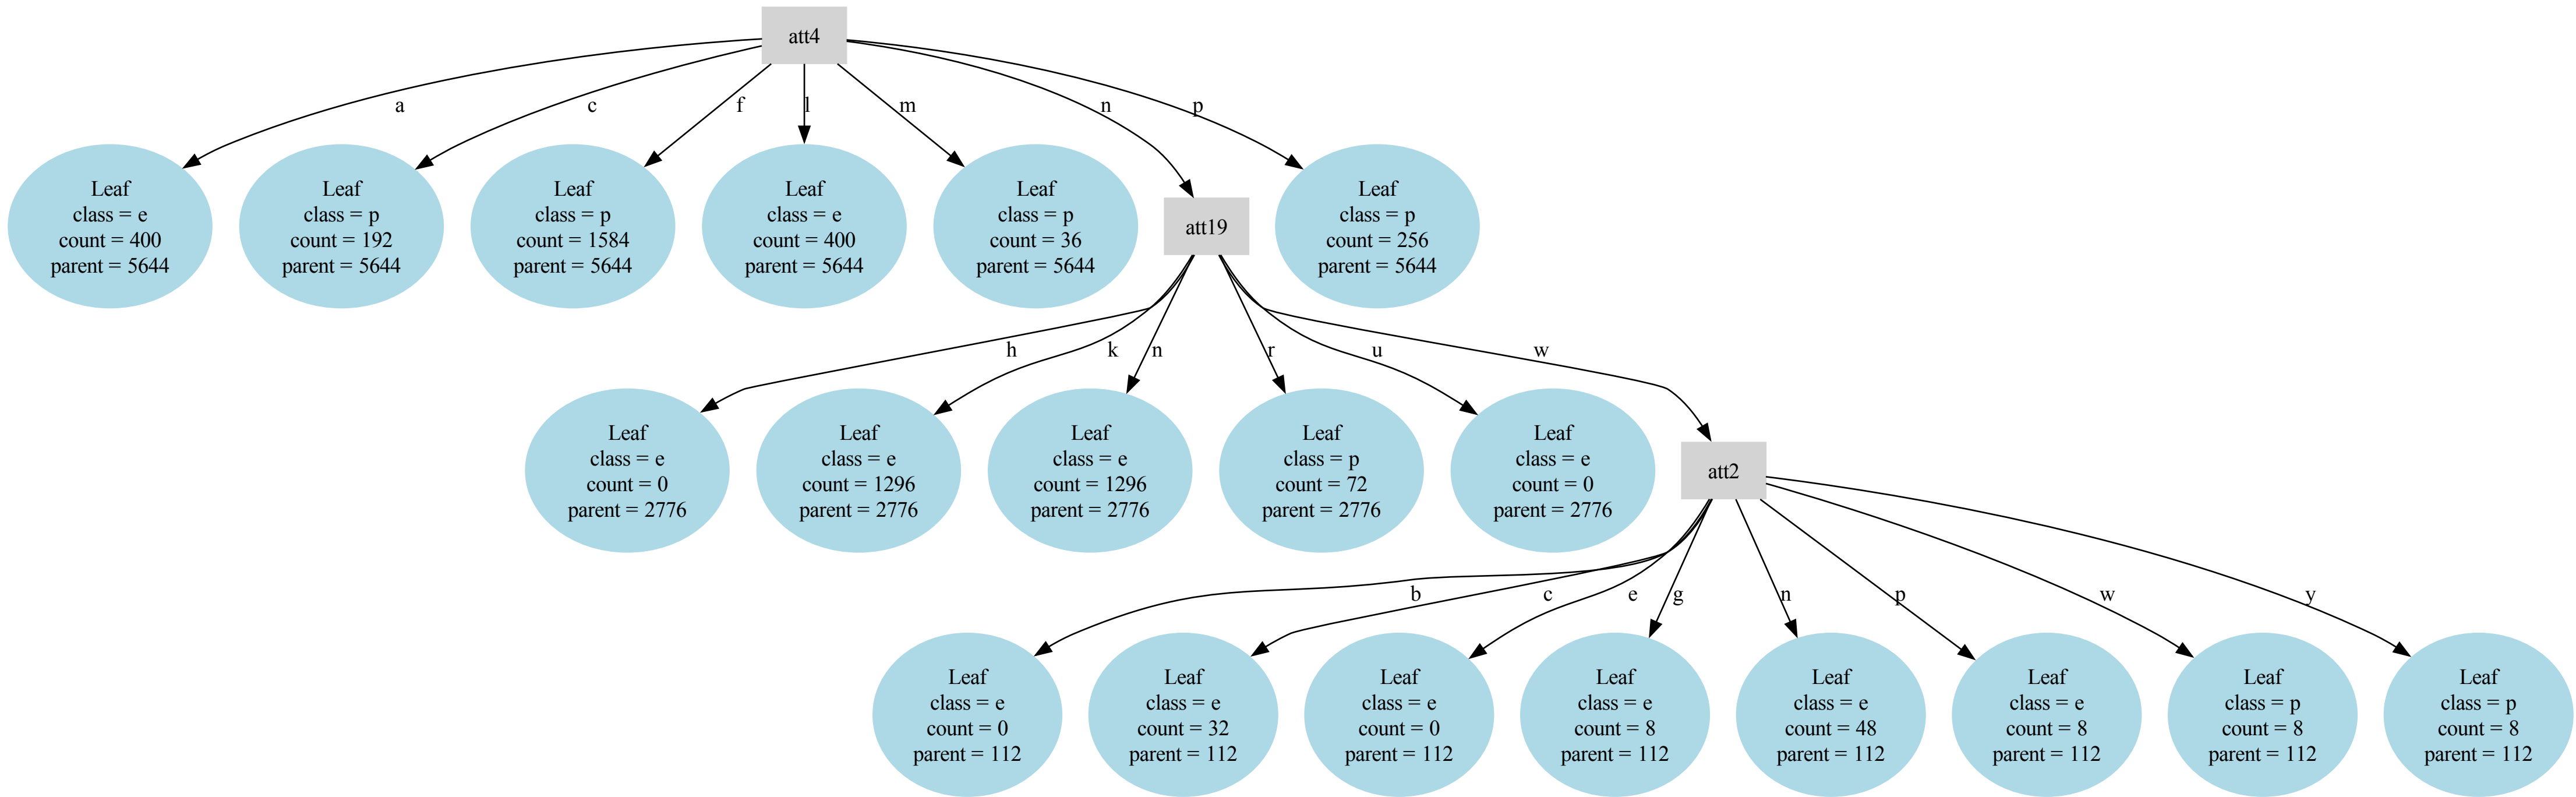 att4
a
c
f
l
m
n
p
Leaf
class = e
count = 400
parent = 5644
Leaf
class = p
count = 192
parent = 5644
Leaf
class = p
count = 1584
parent = 5644
Leaf
class = e
count = 400
parent = 5644
Leaf
class = p
count = 36
parent = 5644
att19
Leaf
class = p
count = 256
parent = 5644
h
k
n
r
u
w
Leaf
class = e
count = 0
parent = 2776
Leaf
class = e
count = 1296
parent = 2776
Leaf
class = e
count = 1296
parent = 2776
Leaf
class = p
count = 72
parent = 2776
Leaf
class = e
count = 0
parent = 2776
att2
b
c
e
g
n
p
w
y
Leaf
class = e
count = 0
parent = 112
Leaf
class = e
count = 32
parent = 112
Leaf
class = e
count = 0
parent = 112
Leaf
class = e
count = 8
parent = 112
Leaf
class = e
count = 48
parent = 112
Leaf
class = e
count = 8
parent = 112
Leaf
class = p
count = 8
parent = 112
Leaf
class = p
count = 8
parent = 112